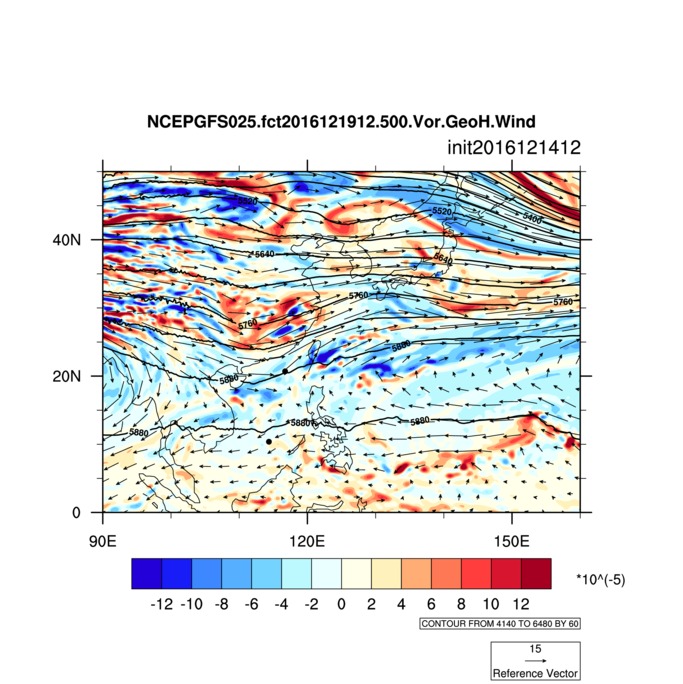 NCEPGFS025.fct2016121912.500.Vor.GeoH.Wind
init2016121412
5520
5520
5400
40N
5640
5640
5760
5760
5760
5880
20N
5880
5880
5880
5880
0
90E 120E 150E
-12 -10 -8 -6 -4 -2 0 2 4 6 8 10 12
*10^(-5)
CONTOUR FROM 4140 TO 6480 BY 60
15
Reference Vector